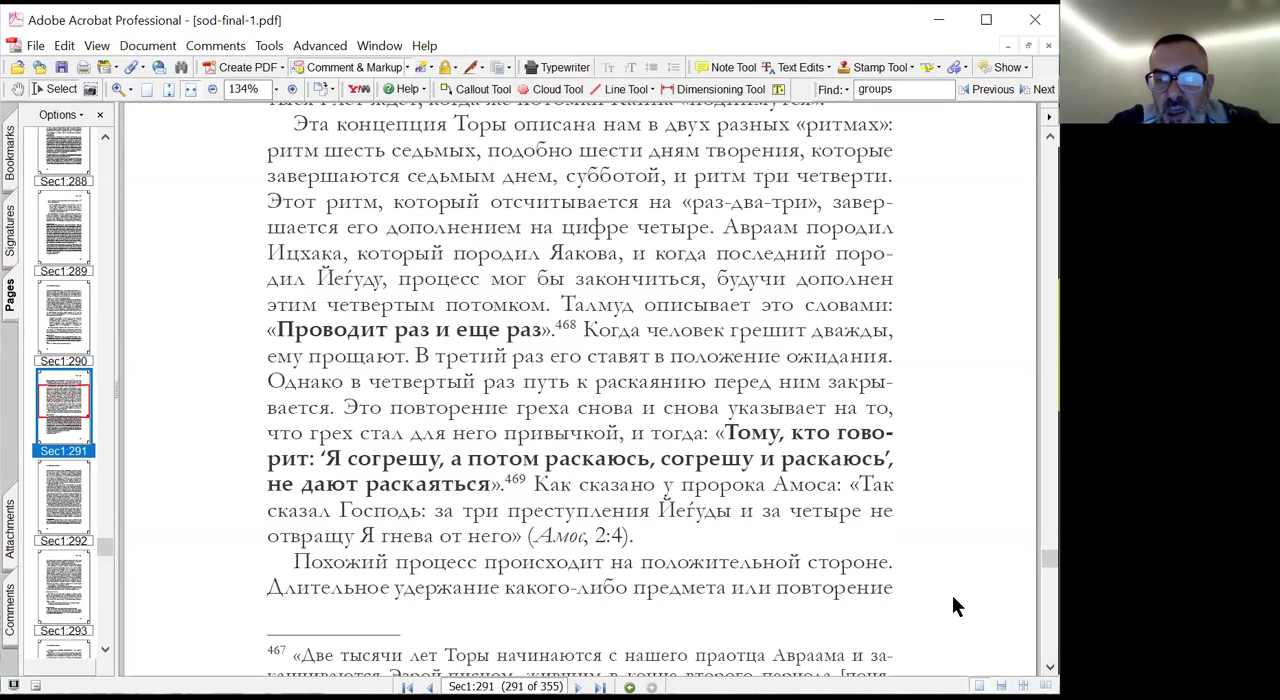 Adobe Acrobat Professional - [sod-final-1.pdf]
File Edit View Document Comments Tools Advanced Window Help
Create PDF Comment & Markup Typewriter Note Tool Text Edits Stamp Tool Show
Select 134% Help Callout Tool Cloud Tool Line Tool Dimensioning Tool Find: groups Previous Next
Options
Bookmarks
Signatures
Pages
Attachments
Comments
Sec1:288
Sec1:289
Sec1:290
Sec1:291
Sec1:292
Sec1:293
Эта концепция Торы описана нам в двух разных «ритмах»:
ритм шесть седьмых, подобно шести дням творения, которые
завершаются седьмым днем, субботой, и ритм три четверти.
Этот ритм, который отсчитывается на «раз-два-три», завер-
шается его дополнением на цифре четыре. Авраам породил
Ицхака, который породил Яакова, и когда последний поро-
дил Йеѓуду, процесс мог бы закончиться, будучи дополнен
этим четвертым потомком. Талмуд описывает это словами:
«Проводит раз и еще раз».468 Когда человек грешит дважды,
ему прощают. В третий раз его ставят в положение ожидания.
Однако в четвертый раз путь к раскаянию перед ним закры-
вается. Это повторение греха снова и снова указывает на то,
что грех стал для него привычкой, и тогда: «Тому, кто гово-
рит: ‘Я согрешу, а потом раскаюсь, согрешу и раскаюсь’,
не дают раскаяться».469 Как сказано у пророка Амоса: «Так
сказал Господь: за три преступления Йеѓуды и за четыре не
отвращу Я гнева от него» (Амос, 2:4).
Похожий процесс происходит на положительной стороне.
Длительное удержание какого-либо предмета или повторение
467 «Две тысячи лет Торы начинаются с нашего праотца Авраама и за-
Sec1:291 (291 of 355)